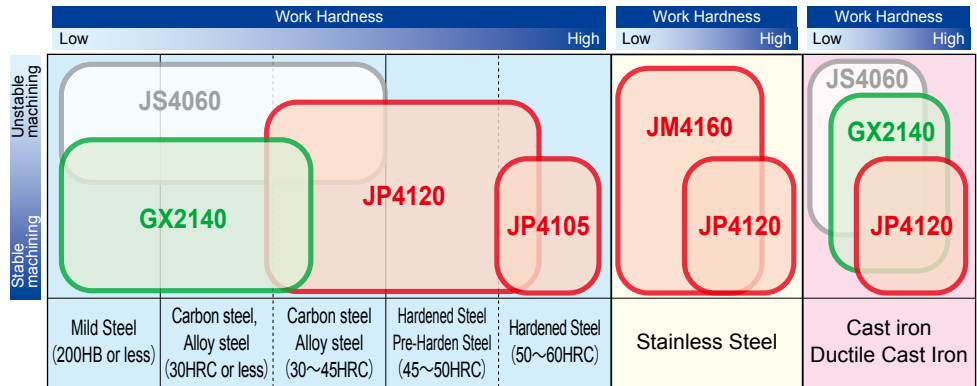 Work Hardness
Low High
Work Hardness
Low High
Work Hardness
Low High
Unstable
machining
Stable
machining
JS4060
GX2140
JP4120
JP4105
JM4160
JP4120
JS4060
GX2140
JP4120
Mild Steel
(200HB or less)
Carbon steel,
Alloy steel
(30HRC or less)
Carbon steel
Alloy steel
(30～45HRC)
Hardened Steel
Pre-Harden Steel
(45～50HRC)
Hardened Steel
(50～60HRC)
Stainless Steel
Cast iron
Ductile Cast Iron